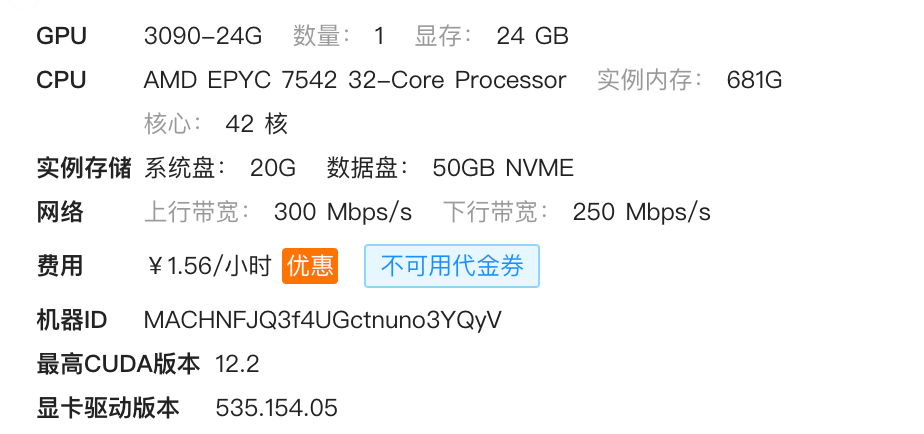 GPU 3090-24G 数量： 1 显存： 24 GB
CPU AMD EPYC 7542 32-Core Processor 实例内存： 681G
核心： 42 核
实例存储 系统盘： 20G 数据盘： 50GB NVME
网络 上行带宽： 300 Mbps/s 下行带宽： 250 Mbps/s
费用 ￥1.56/小时 优惠 不可用代金券
机器ID MACHNFJQ3f4UGctnuno3YQyV
最高CUDA版本 12.2
显卡驱动版本 535.154.05